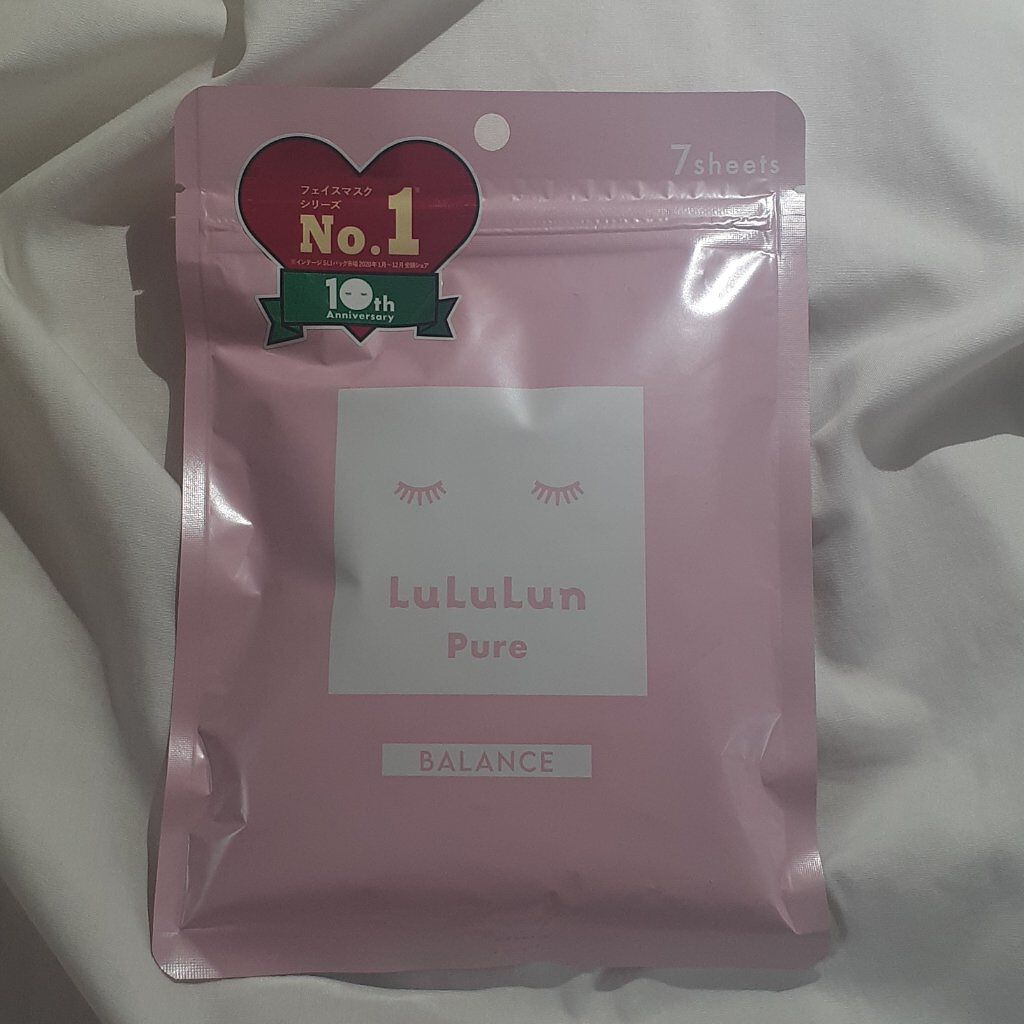 7sheets
フェイスマスク
シリーズ
No.1
10th
Anniversary
LuLuLun
Pure
BALANCE